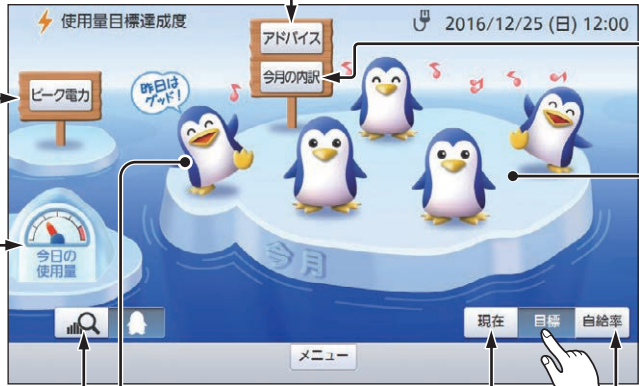 使用量目標達成度
2016/12/25 (日) 12:00
アドバイス
今月の内訳
ピーク電力
昨日は
グッド!
今日の
使用量
今月
現在
目標
自給率
メニュー